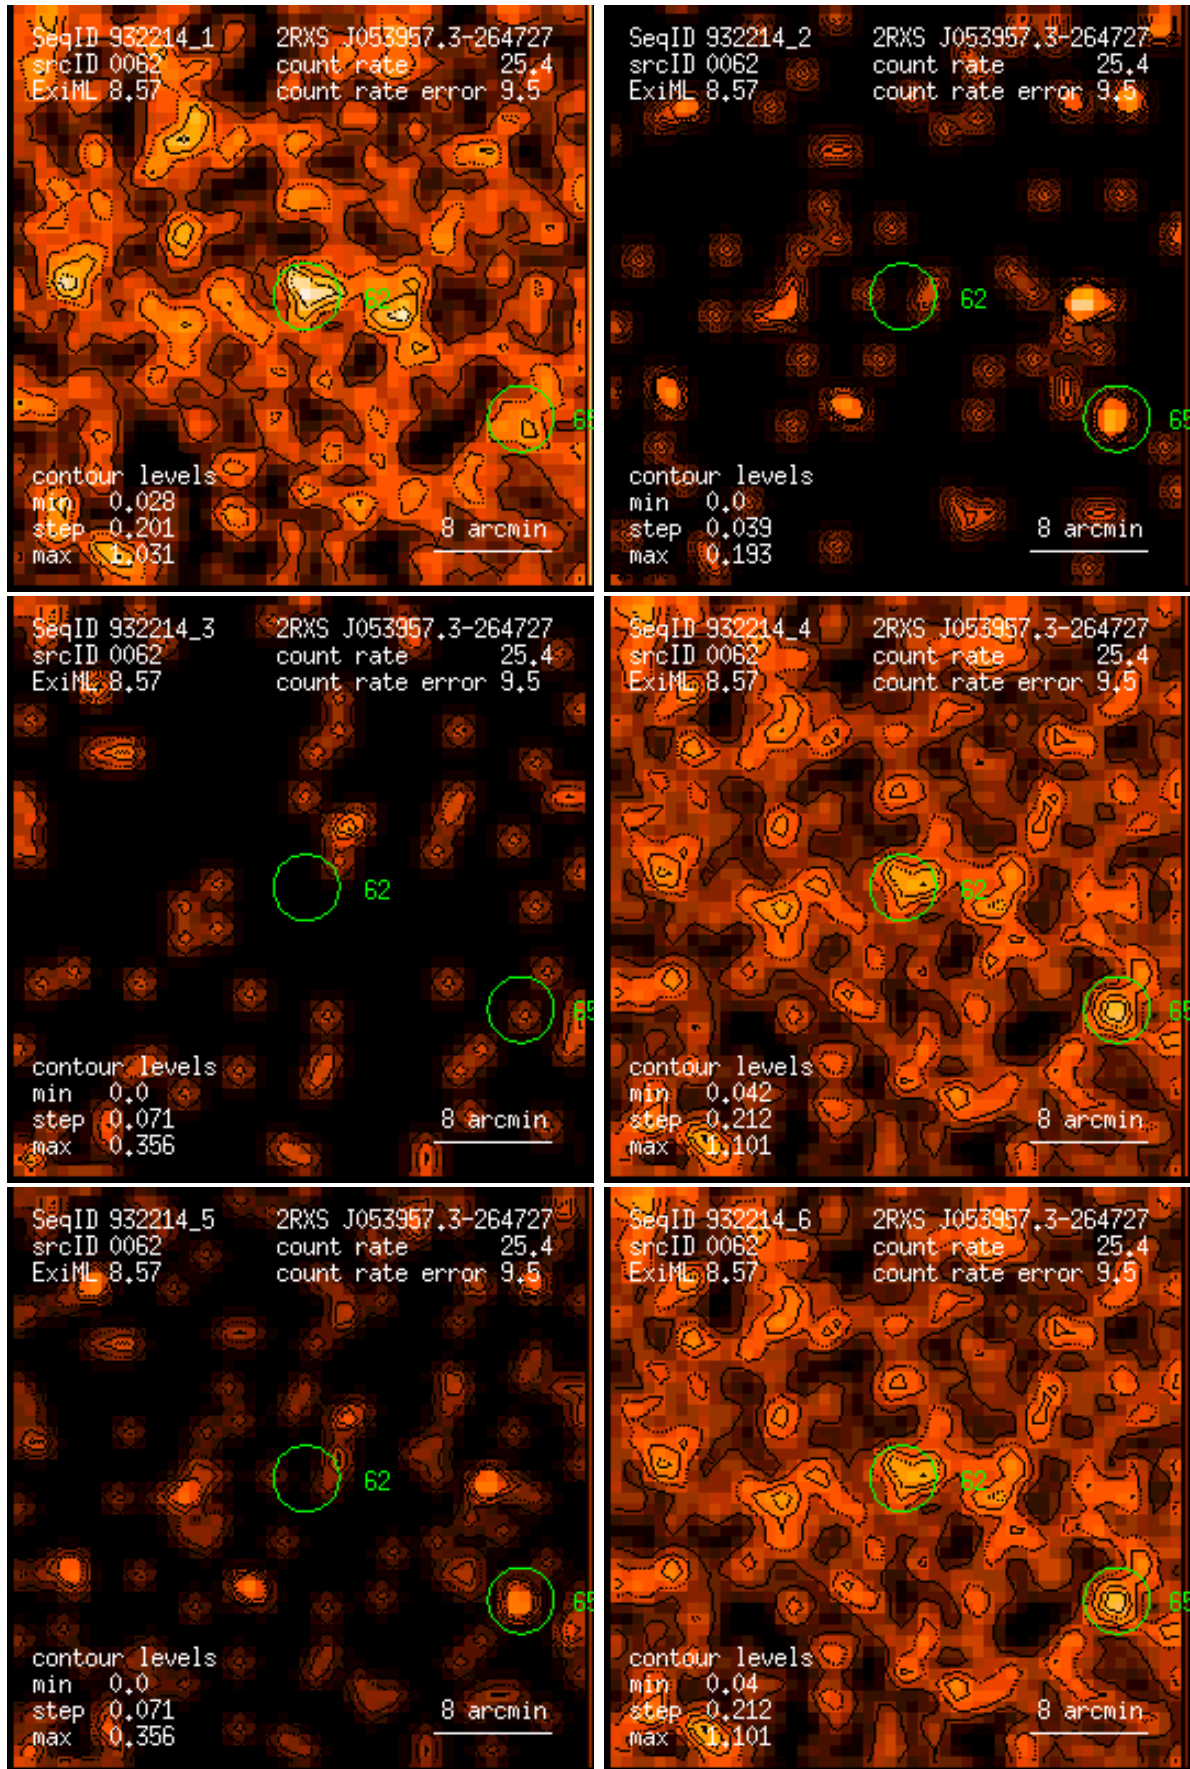 SeqID 932214_1 2RXS J053957.3-264727
srcID 0062 count rate 25.4
ExiML 8.57 count rate error 9.5
62
65
contour levels
min 0.028
step 0.201
max 1.031
8 arcmin
SeqID 932214_2 2RXS J053957.3-264727
srcID 0062 count rate 25.4
ExiML 8.57 count rate error 9.5
62
65
contour levels
min 0.0
step 0.039
max 0.193
8 arcmin
SeqID 932214_3 2RXS J053957.3-264727
srcID 0062 count rate 25.4
ExiML 8.57 count rate error 9.5
62
65
contour levels
min 0.0
step 0.071
max 0.356
8 arcmin
SeqID 932214_4 2RXS J053957.3-264727
srcID 0062 count rate 25.4
ExiML 8.57 count rate error 9.5
62
65
contour levels
min 0.042
step 0.212
max 1.101
8 arcmin
SeqID 932214_5 2RXS J053957.3-264727
srcID 0062 count rate 25.4
ExiML 8.57 count rate error 9.5
62
65
contour levels
min 0.0
step 0.071
max 0.356
8 arcmin
SeqID 932214_6 2RXS J053957.3-264727
srcID 0062 count rate 25.4
ExiML 8.57 count rate error 9.5
62
65
contour levels
min 0.04
step 0.212
max 1.101
8 arcmin